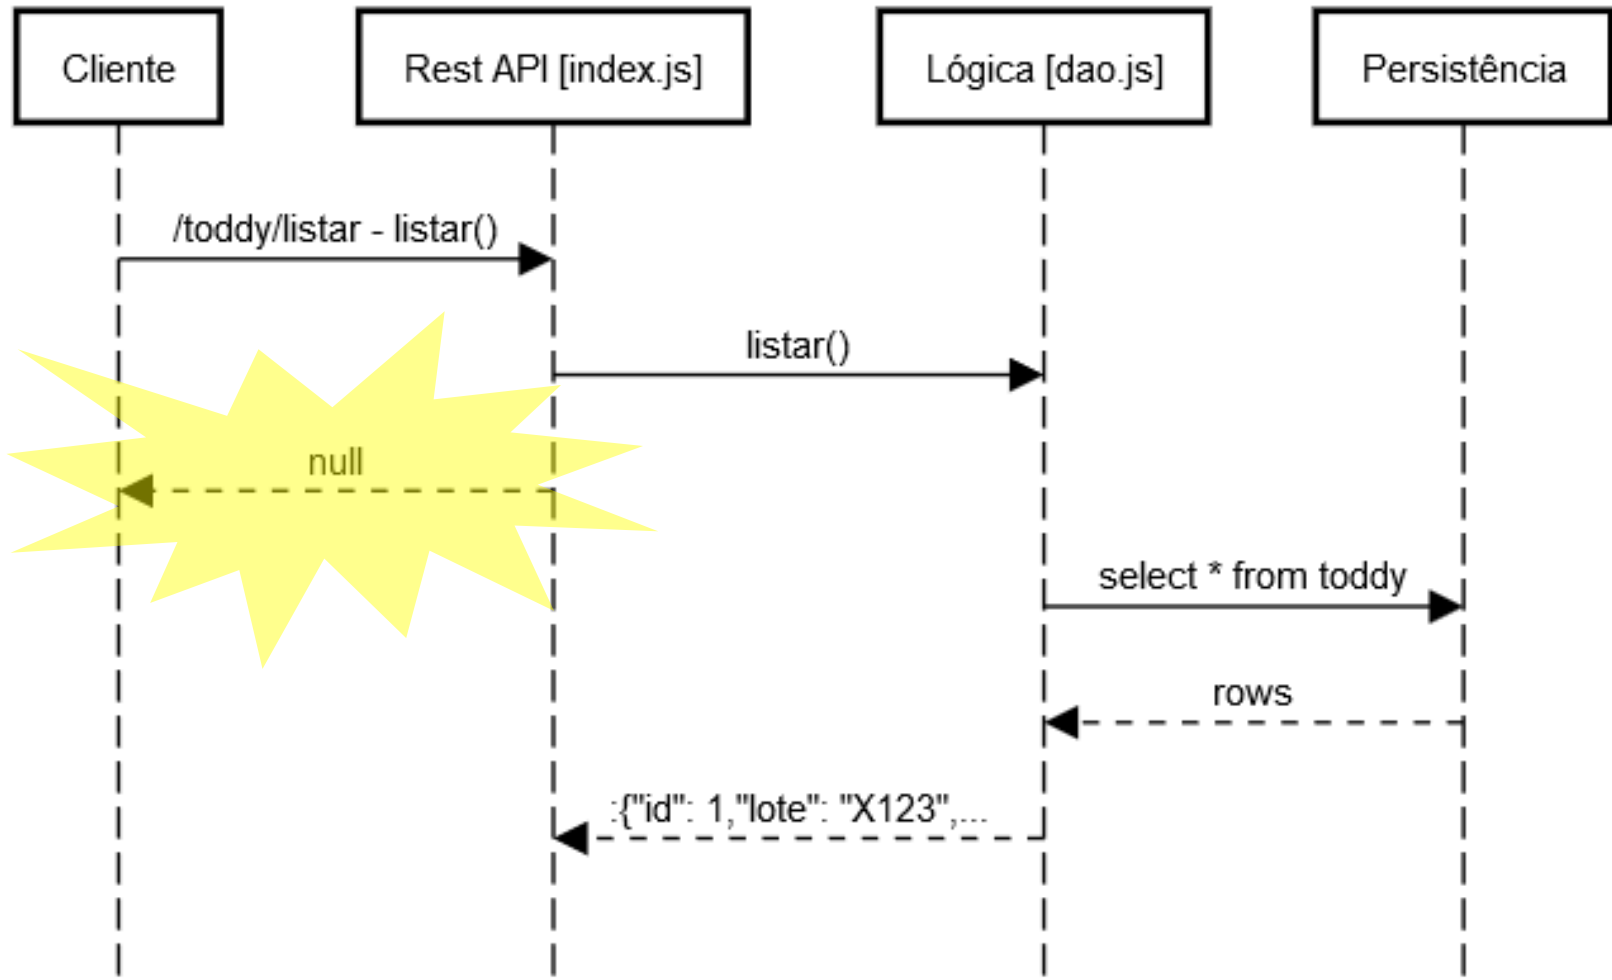 Cliente
Rest API [index.js]
Lógica [dao.js]
Persistência
/toddy/listar - listar()
listar()
null
select * from toddy
rows
:{"id": 1,"lote": "X123",...